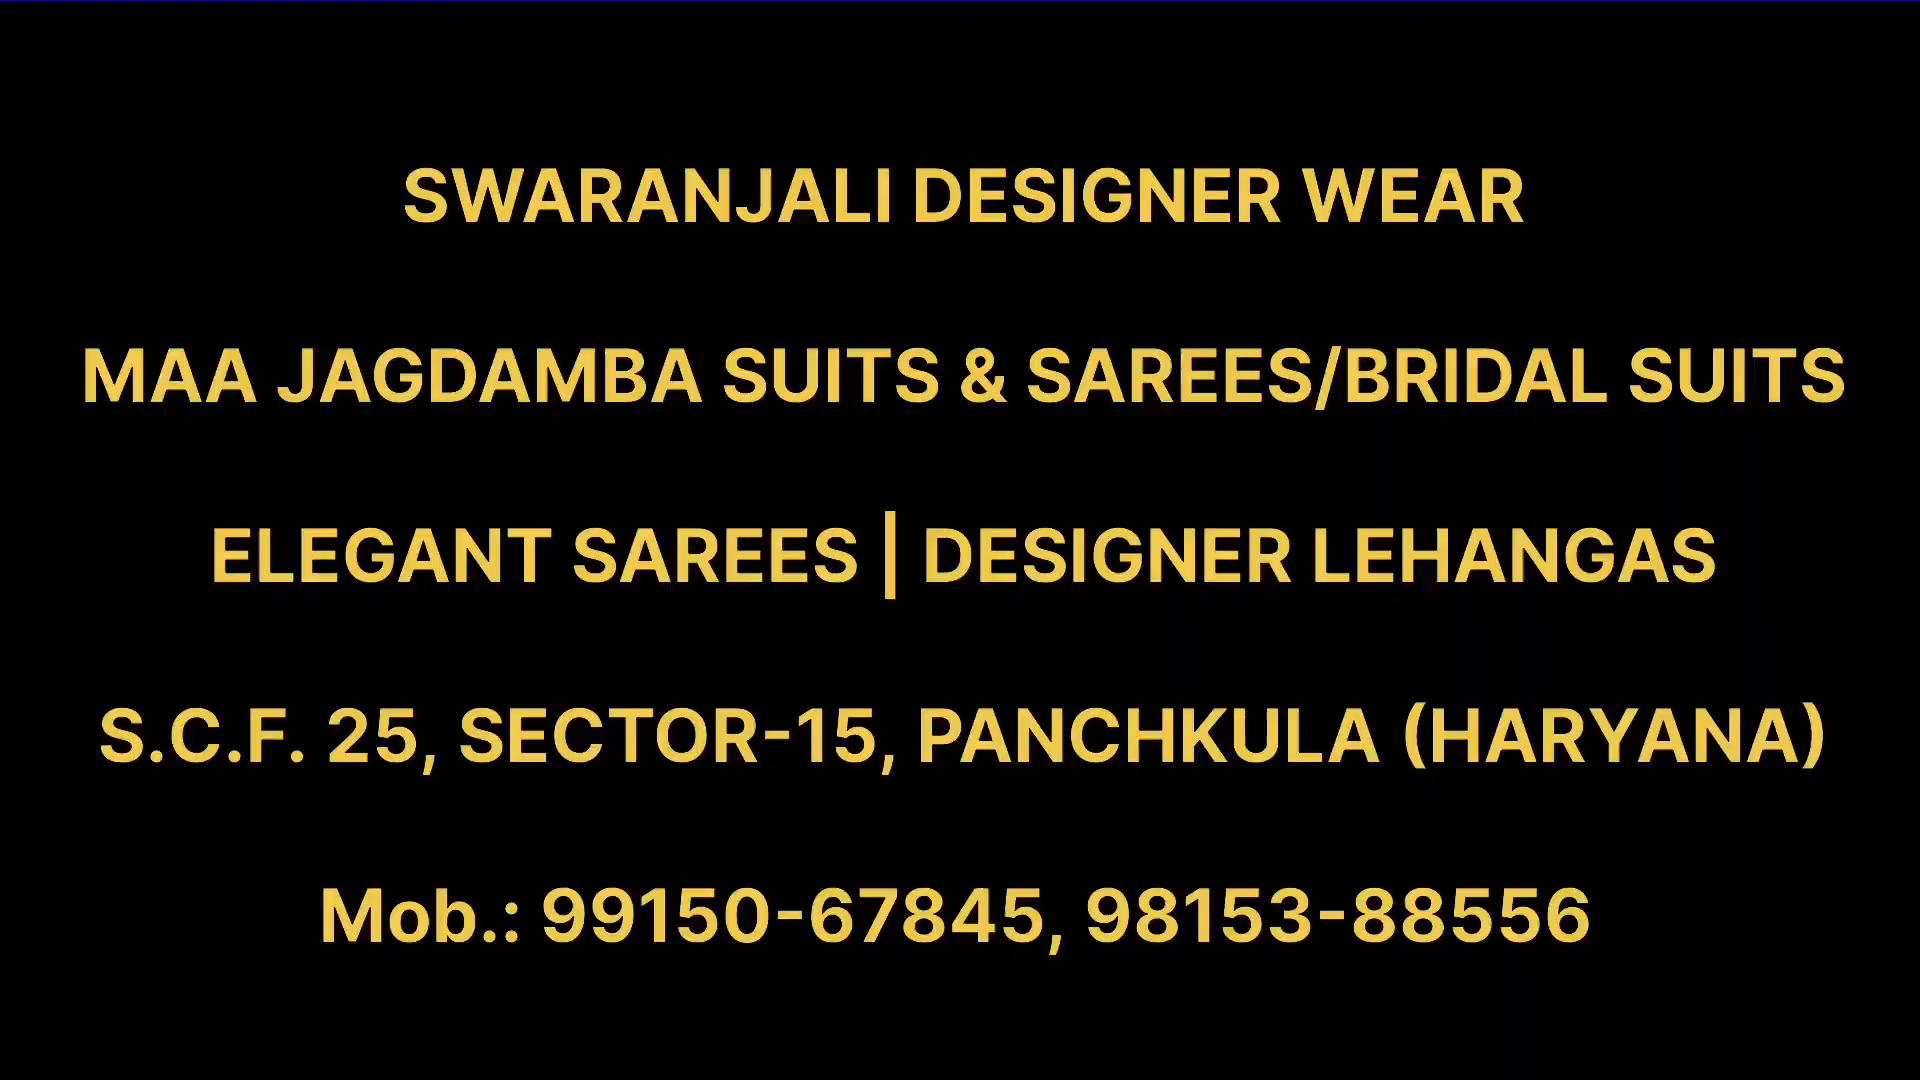 SWARANJALI DESIGNER WEAR
MAA JAGDAMBA SUITS & SAREES/BRIDAL SUITS
ELEGANT SAREES | DESIGNER LEHANGAS
S.C.F. 25, SECTOR-15, PANCHKULA (HARYANA)
Mob.: 99150-67845, 98153-88556